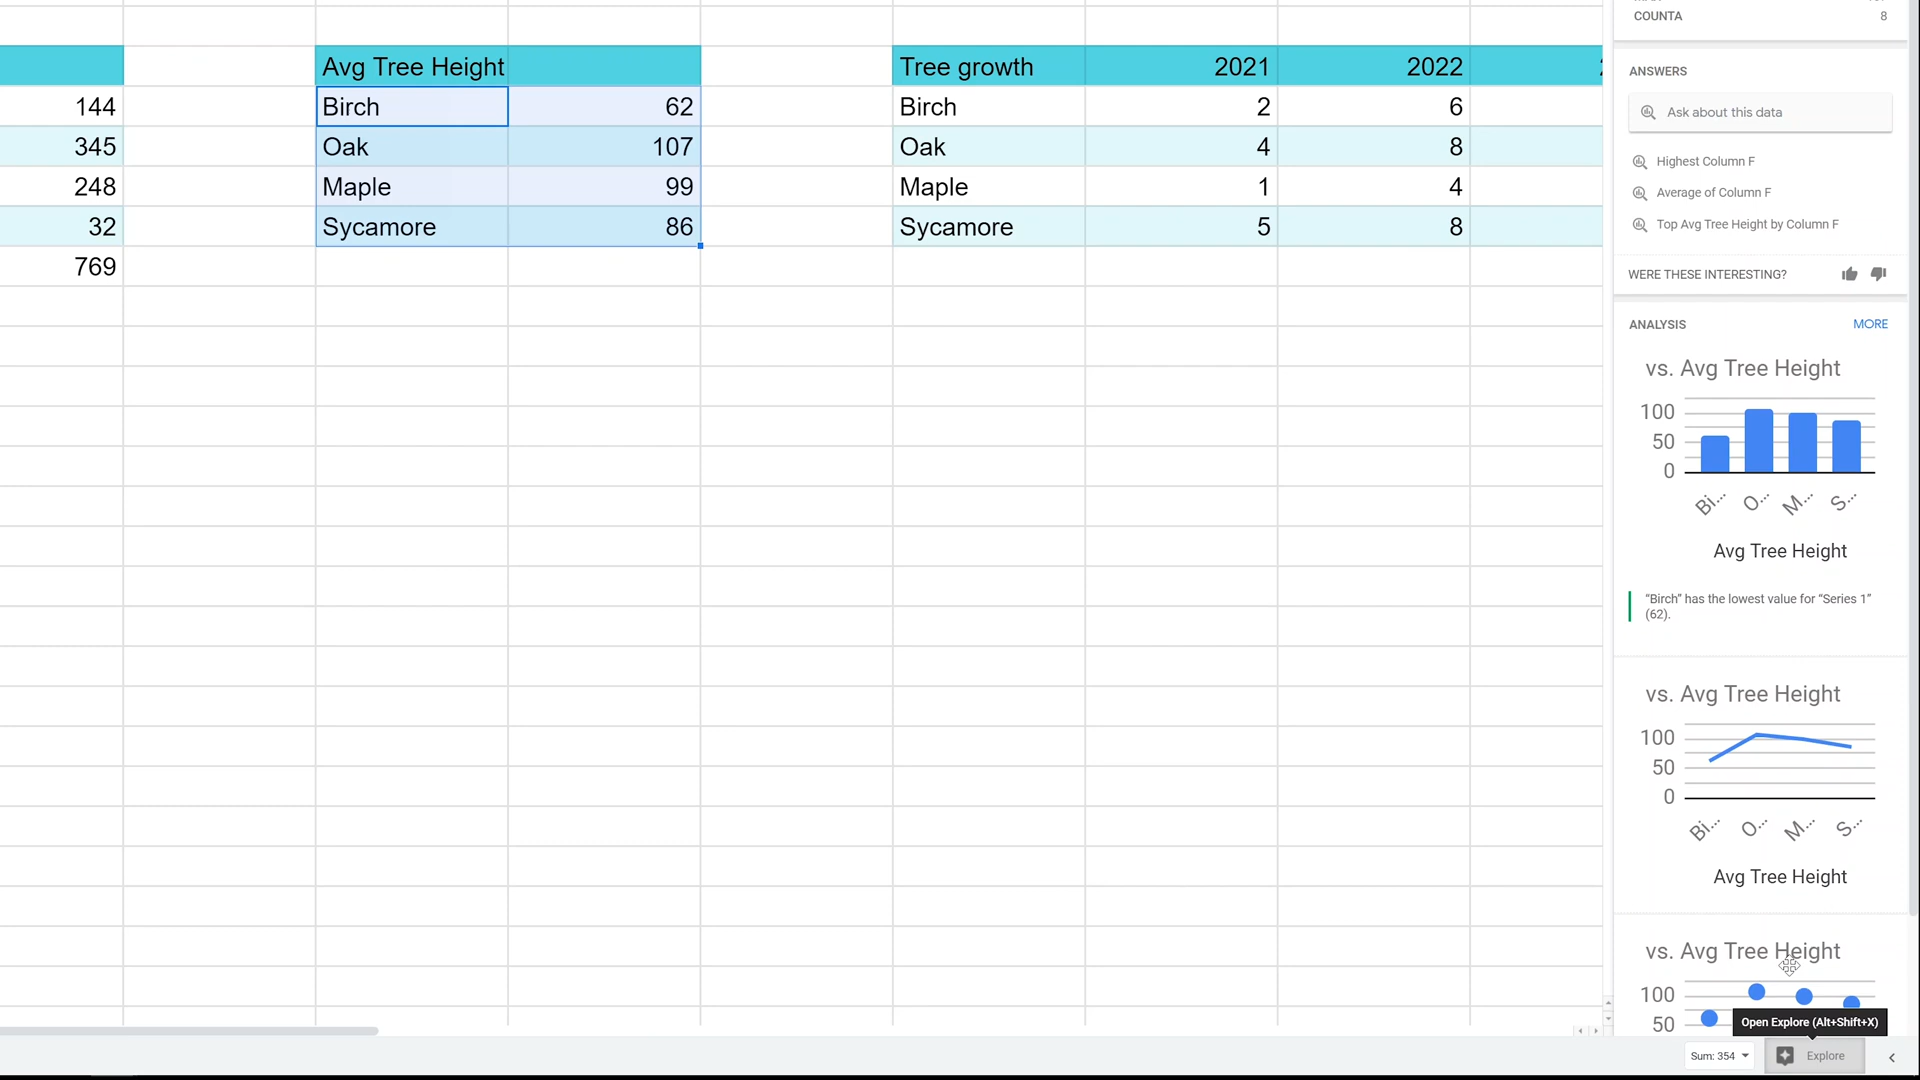 COUNTA 8
Avg Tree Height
Tree growth 2021 2022
144 Birch 62 Birch 2 6
345 Oak 107 Oak 4 8
248 Maple 99 Maple 1 4
32 Sycamore 86 Sycamore 5 8
769
ANSWERS
Ask about this data
Highest Column F
Average of Column F
Top Avg Tree Height by Column F
WERE THESE INTERESTING?
ANALYSIS MORE
vs. Avg Tree Height
100
50
0
Bi... O... M... S...
Avg Tree Height
“Birch” has the lowest value for “Series 1”
(62).
vs. Avg Tree Height
100
50
0
Bi... O... M... S...
Avg Tree Height
vs. Avg Tree Height
100
50
Open Explore (Alt+Shift+X)
Sum: 354 Explore